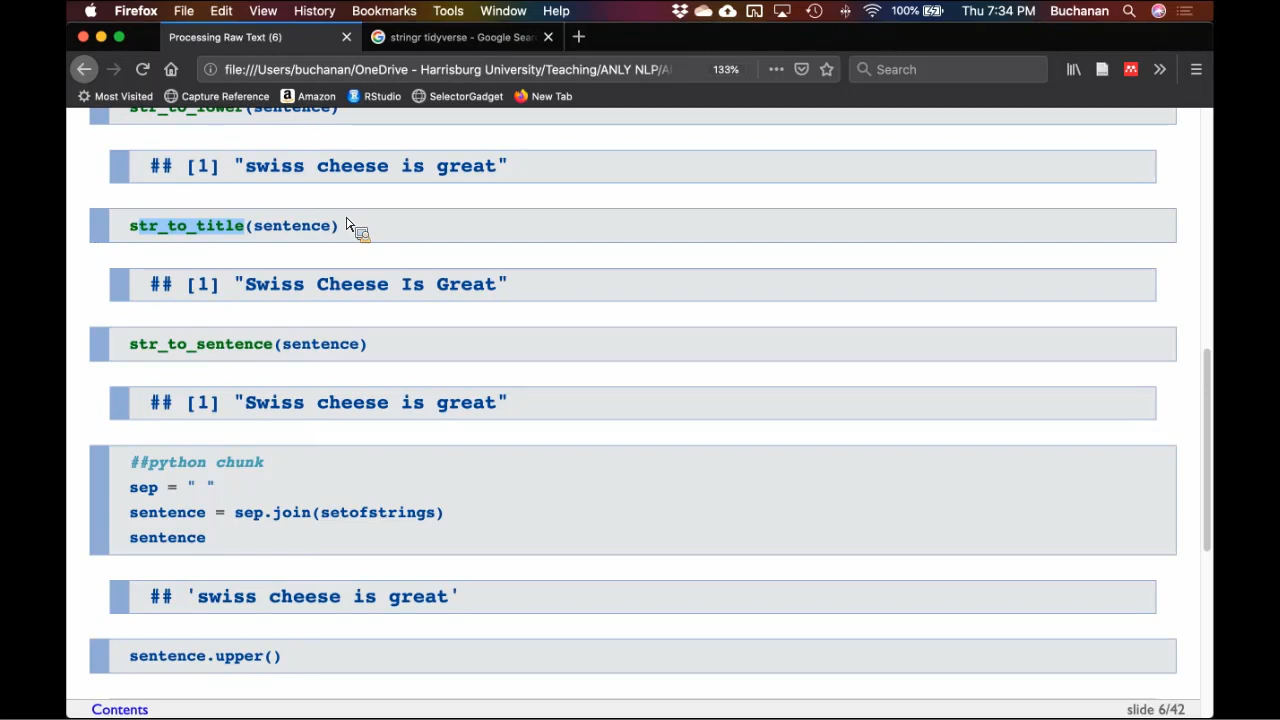 Firefox File Edit View History Bookmarks Tools Window Help 100% Thu 7:34 PM Buchanan
Processing Raw Text (6) stringr tidyverse - Google Sear
file:///Users/buchanan/OneDrive - Harrisburg University/Teaching/ANLY NLP/A 133% Search
Most Visited Capture Reference Amazon RStudio SelectorGadget New Tab
str_to_lower(sentence)
## [1] "swiss cheese is great"
str_to_title(sentence)
## [1] "Swiss Cheese Is Great"
str_to_sentence(sentence)
## [1] "Swiss cheese is great"
##python chunk
sep = " "
sentence = sep.join(setofstrings)
sentence
## 'swiss cheese is great'
sentence.upper()
Contents slide 6/42